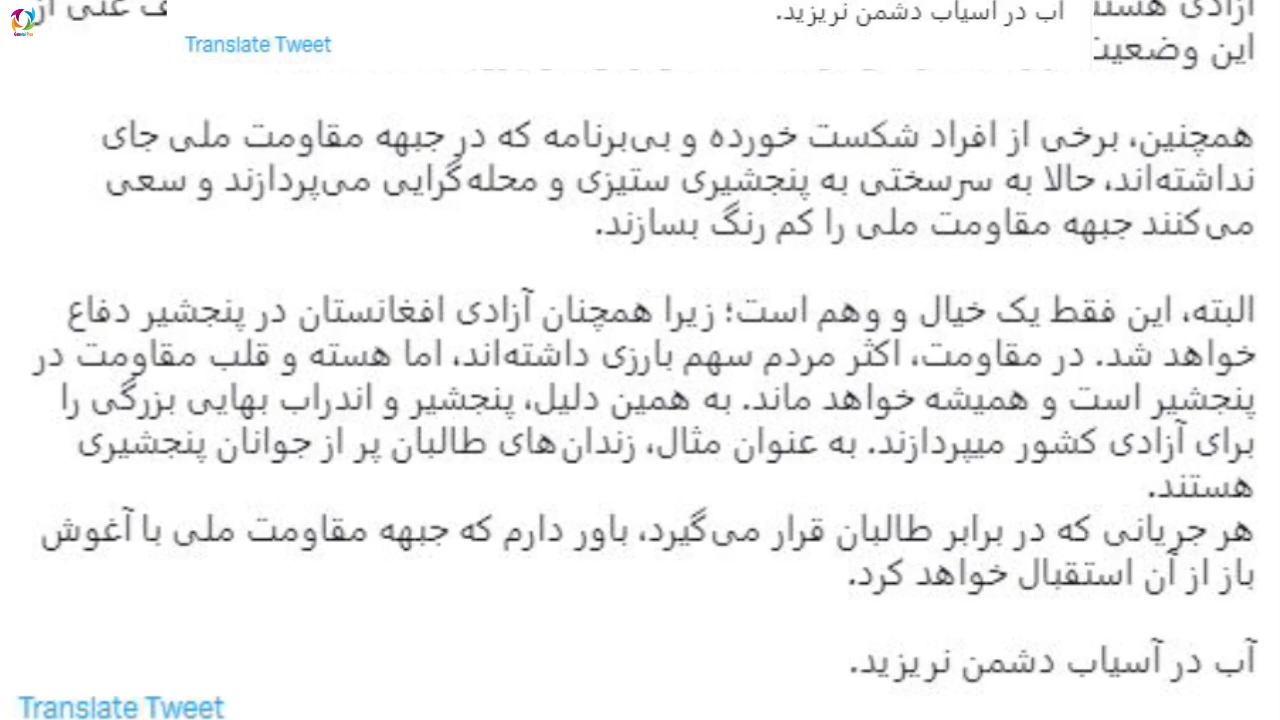 آزادی
آب در آسیاب دشمن نریزید.
Translate Tweet
این
همچنین، برخی از افراد شکست خورده و بی‌برنامه که در جبهه مقاومت ملی جای
نداشته‌اند، حالا به سرسختی به پنجشیری ستیزی و محله‌گرایی می‌پردازند و سعی
می‌کنند جبهه مقاومت ملی را کم رنگ بسازند.
البته، این فقط یک خیال و وهم است؛ زیرا همچنان آزادی افغانستان در پنجشیر دفاع
خواهد شد. در مقاومت، اکثر مردم سهم بارزی داشته‌اند، اما هسته و قلب مقاومت در
پنجشیر است و همیشه خواهد ماند. به همین دلیل، پنجشیر و اندراب بهایی بزرگی را
برای آزادی کشور میپردازند. به عنوان مثال، زندان‌های طالبان پر از جوانان پنجشیری
هستند.
هر جریانی که در برابر طالبان قرار می‌گیرد، باور دارم که جبهه مقاومت ملی با آغوش
باز از آن استقبال خواهد کرد.
آب در آسیاب دشمن نریزید.
Translate Tweet